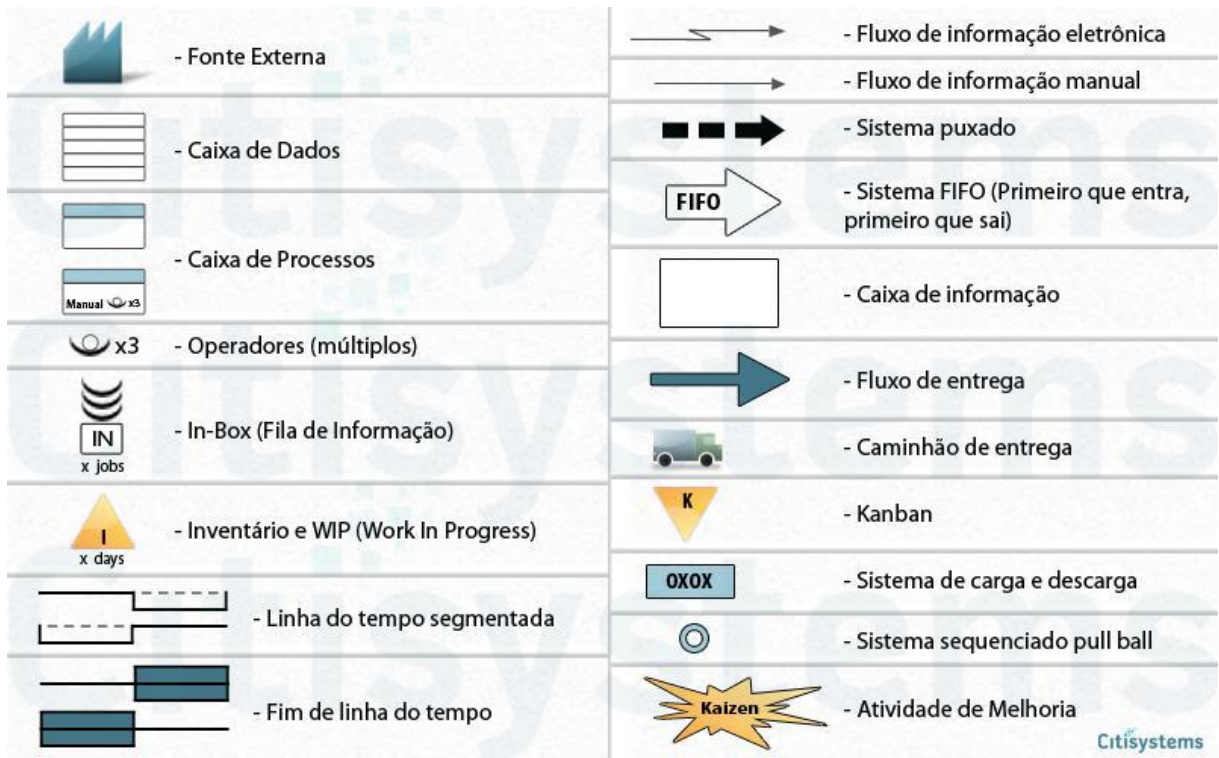 - Fonte Externa
- Caixa de Dados
- Caixa de Processos
Manual x3
x3 - Operadores (múltiplos)
IN
x jobs
- In-Box (Fila de Informação)
I
x days
- Inventário e WIP (Work In Progress)
- Linha do tempo segmentada
- Fim de linha do tempo
- Fluxo de informação eletrônica
- Fluxo de informação manual
- Sistema puxado
FIFO
- Sistema FIFO (Primeiro que entra,
primeiro que sai)
- Caixa de informação
- Fluxo de entrega
- Caminhão de entrega
K
- Kanban
OXOX
- Sistema de carga e descarga
- Sistema sequenciado pull ball
Kaizen
- Atividade de Melhoria
Citisystems
Citisystems
Citisystems
Citisystems